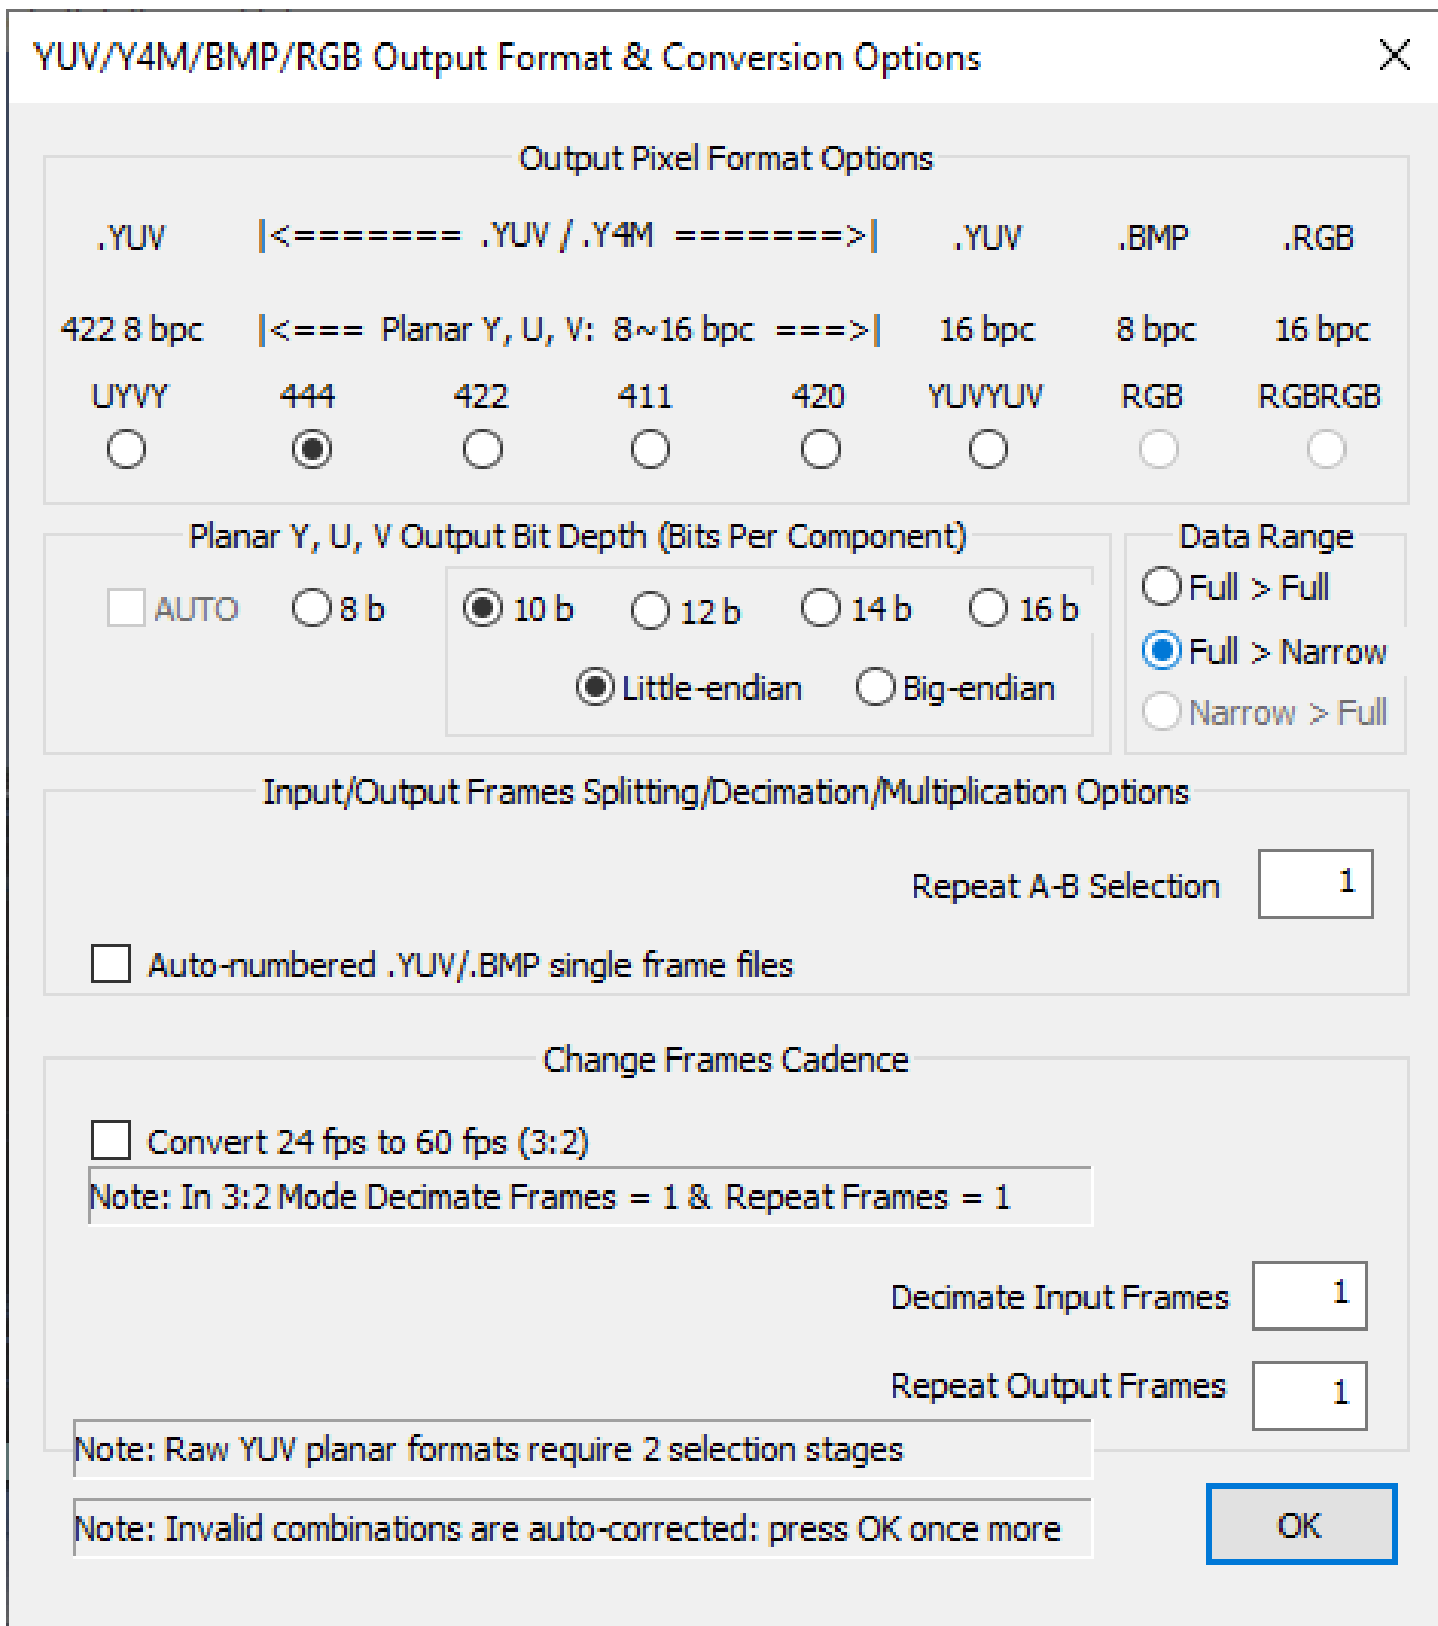 YUV/Y4M/BMP/RGB Output Format & Conversion Options
Output Pixel Format Options
.YUV |<======= .YUV / .Y4M =======>| .YUV .BMP .RGB
422 8 bpc |<=== Planar Y, U, V: 8~16 bpc ===>| 16 bpc 8 bpc 16 bpc
UYVY 444 422 411 420 YUVYUV RGB RGBRGB
Planar Y, U, V Output Bit Depth (Bits Per Component)
AUTO 8 b 10 b 12 b 14 b 16 b
Little-endian Big-endian
Data Range
Full > Full
Full > Narrow
Narrow > Full
Input/Output Frames Splitting/Decimation/Multiplication Options
Repeat A-B Selection 1
Auto-numbered .YUV/.BMP single frame files
Change Frames Cadence
Convert 24 fps to 60 fps (3:2)
Note: In 3:2 Mode Decimate Frames = 1 & Repeat Frames = 1
Decimate Input Frames 1
Repeat Output Frames 1
Note: Raw YUV planar formats require 2 selection stages
Note: Invalid combinations are auto-corrected: press OK once more
OK